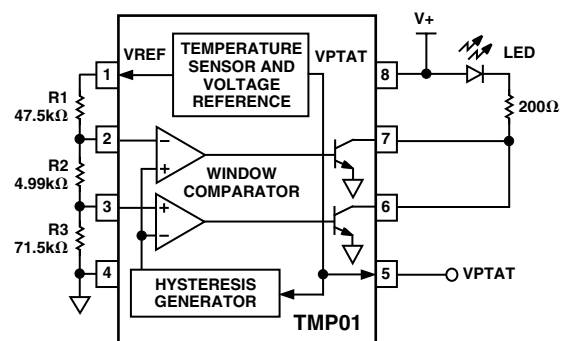 V+
VREF
TEMPERATURE
SENSOR AND
VOLTAGE
REFERENCE
VPTAT
LED
1
8
R1
47.5kΩ
200Ω
2
7
R2
4.99kΩ
WINDOW
COMPARATOR
3
6
R3
71.5kΩ
4
HYSTERESIS
GENERATOR
5
VPTAT
TMP01